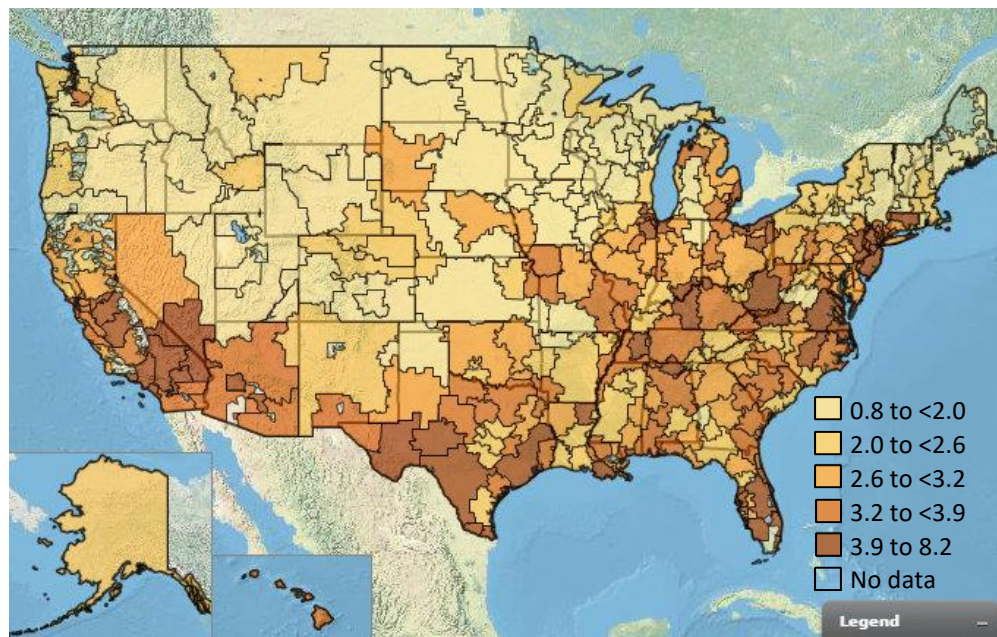 0.8 to <2.0
2.0 to <2.6
2.6 to <3.2
3.2 to <3.9
3.9 to 8.2
No data
Legend